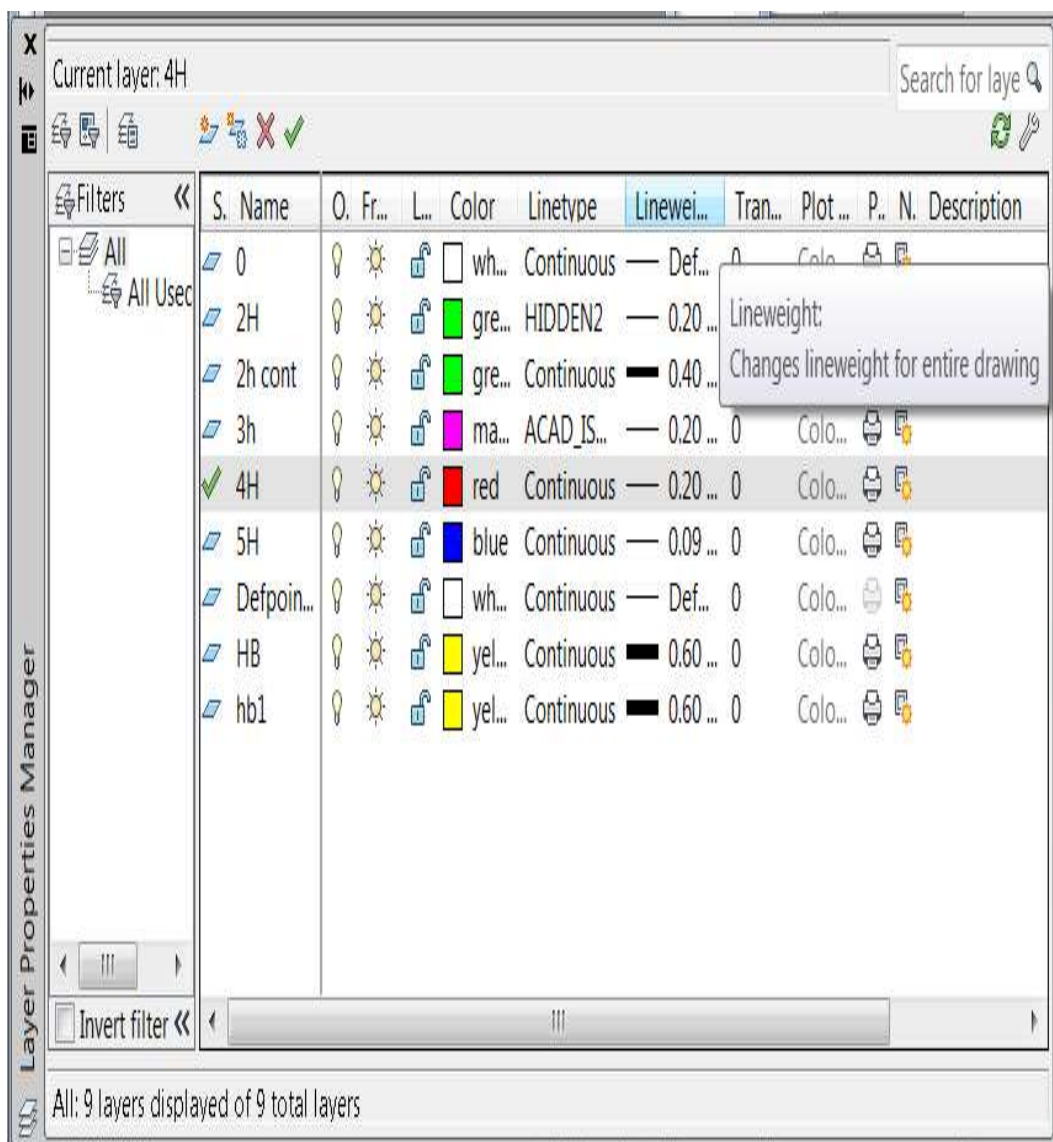 Current layer: 4H
Search for laye
Filters
All
All Usec
S. Name O. Fr... L... Color Linetype Linewei... Tran... Plot ... P.. N. Description
0 wh... Continuous Def... 0 Colo...
2H gre... HIDDEN2 0.20 ...
2h cont gre... Continuous 0.40 ...
Lineweight:
Changes lineweight for entire drawing
3h ma... ACAD_IS... 0.20 ... 0 Colo...
4H red Continuous 0.20 ... 0 Colo...
5H blue Continuous 0.09 ... 0 Colo...
Defpoin... wh... Continuous Def... 0 Colo...
HB yel... Continuous 0.60 ... 0 Colo...
hb1 yel... Continuous 0.60 ... 0 Colo...
Invert filter
Layer Properties Manager
All: 9 layers displayed of 9 total layers